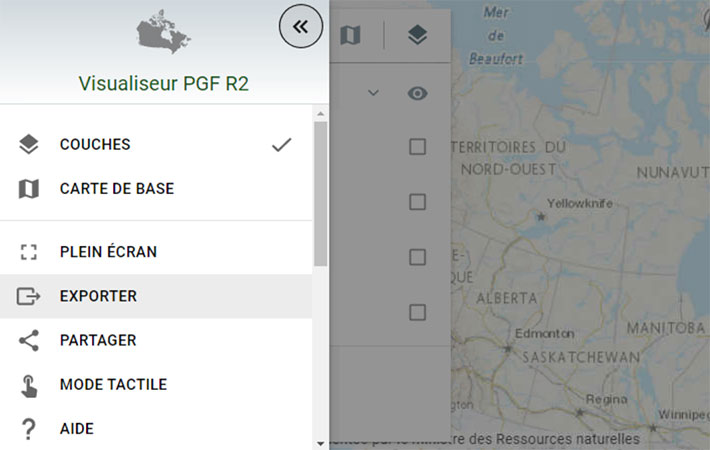 Visualiseur PGF R2
COUCHES
CARTE DE BASE
PLEIN ÉCRAN
EXPORTER
PARTAGER
MODE TACTILE
AIDE
Mer
de
Beaufort
TERRITOIRES DU
NORD-OUEST
NUNAVUT
Yellowknife
ALBERTA
Edmonton
MANITOBA
SASKATCHEWAN
Regina
Winnipeg
par le ministre des Ressources naturelles